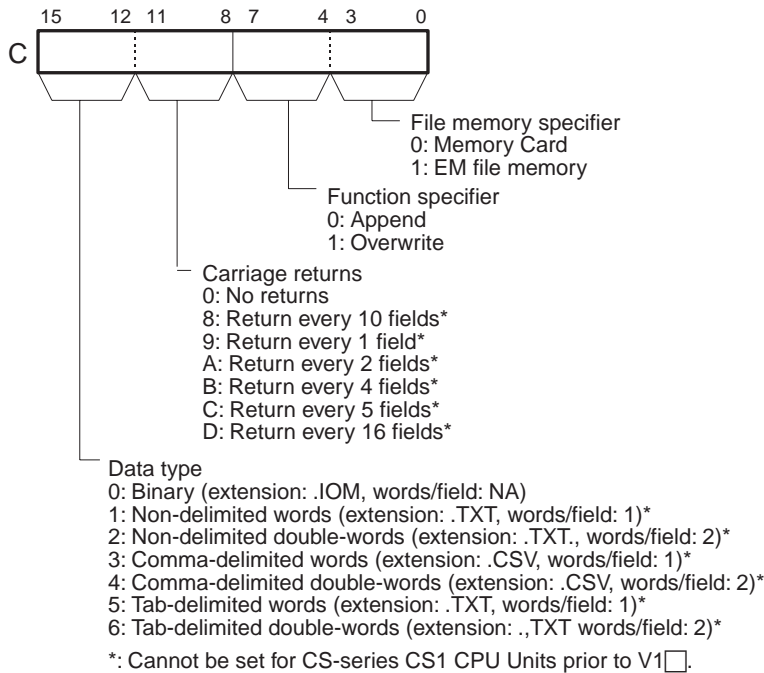 15 12 11 8 7 4 3 0
C
File memory specifier
0: Memory Card
1: EM file memory
Function specifier
0: Append
1: Overwrite
Carriage returns
0: No returns
8: Return every 10 fields*
9: Return every 1 field*
A: Return every 2 fields*
B: Return every 4 fields*
C: Return every 5 fields*
D: Return every 16 fields*
Data type
0: Binary (extension: .IOM, words/field: NA)
1: Non-delimited words (extension: .TXT, words/field: 1)*
2: Non-delimited double-words (extension: .TXT., words/field: 2)*
3: Comma-delimited words (extension: .CSV, words/field: 1)*
4: Comma-delimited double-words (extension: .CSV, words/field: 2)*
5: Tab-delimited words (extension: .TXT, words/field: 1)*
6: Tab-delimited double-words (extension: .,TXT words/field: 2)*
*: Cannot be set for CS-series CS1 CPU Units prior to V1□.